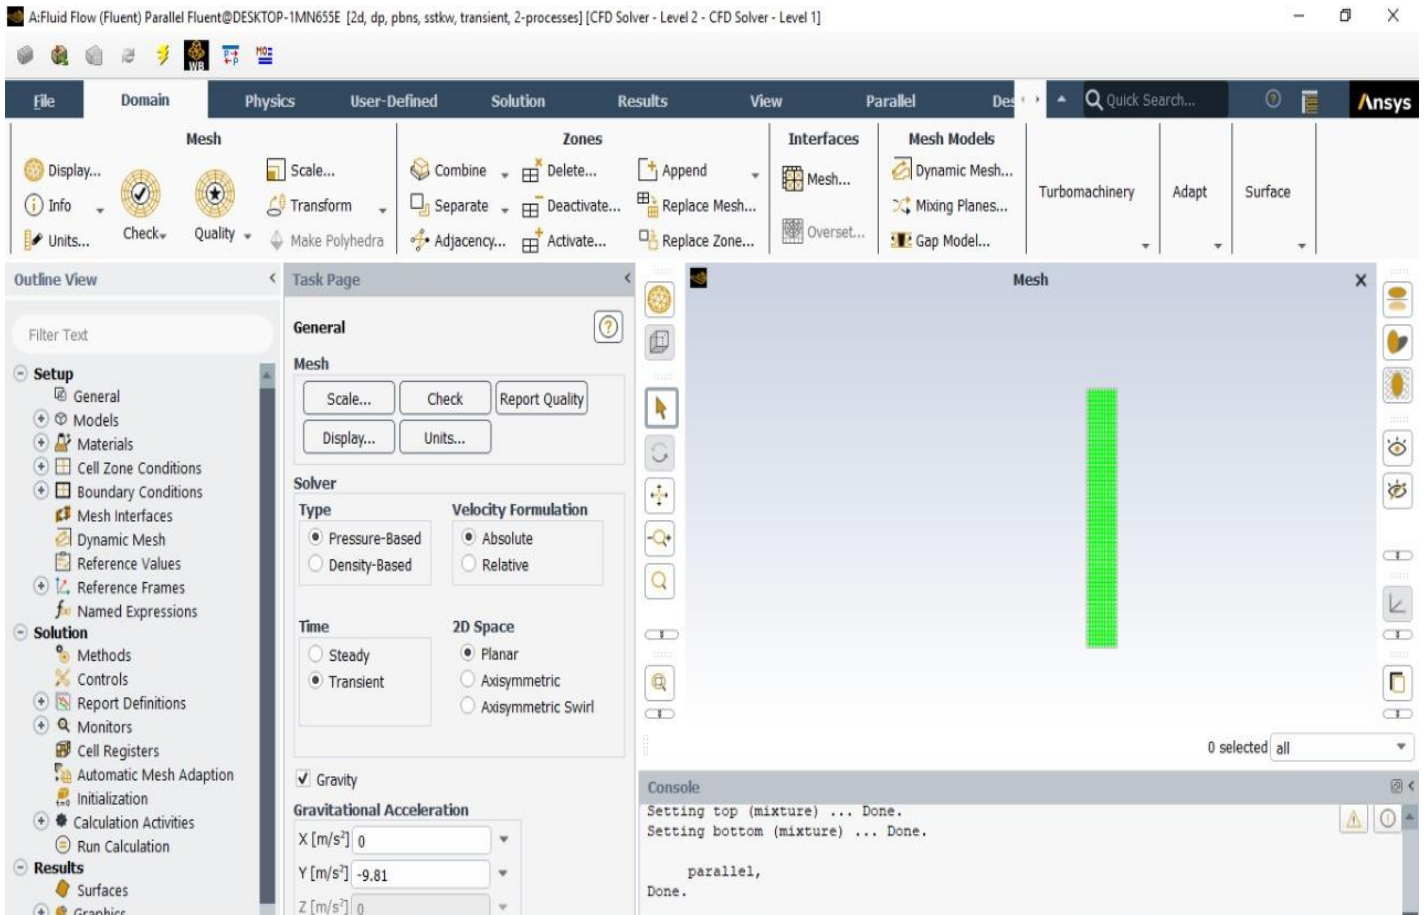 A:Fluid Flow (Fluent) Parallel Fluent@DESKTOP-1MN655E [2d, dp, pbns, sstkw, transient, 2-processes] [CFD Solver - Level 2 - CFD Solver - Level 1]
WB
File Domain Physics User-Defined Solution Results View Parallel Des Quick Search... Ansys
Mesh
Display...
Info
Units...
Check
Quality
Scale...
Transform
Make Polyhedra
Zones
Combine
Separate
Adjacency...
Delete...
Deactivate...
Activate...
Append
Replace Mesh...
Replace Zone...
Interfaces
Mesh...
Overset...
Mesh Models
Dynamic Mesh...
Mixing Planes...
Gap Model...
Turbomachinery
Adapt
Surface
Outline View
Filter Text
Setup
General
Models
Materials
Cell Zone Conditions
Boundary Conditions
Mesh Interfaces
Dynamic Mesh
Reference Values
Reference Frames
Named Expressions
Solution
Methods
Controls
Report Definitions
Monitors
Cell Registers
Automatic Mesh Adaption
Initialization
Calculation Activities
Run Calculation
Results
Surfaces
Graphics
Task Page
General
Mesh
Scale... Check Report Quality
Display... Units...
Solver
Type
Pressure-Based
Density-Based
Velocity Formulation
Absolute
Relative
Time
Steady
Transient
2D Space
Planar
Axisymmetric
Axisymmetric Swirl
Gravity
Gravitational Acceleration
X [m/s²] 0
Y [m/s²] -9.81
Z [m/s²] 0
Mesh
0 selected all
Console
Setting top (mixture) ... Done.
Setting bottom (mixture) ... Done.
parallel,
Done.